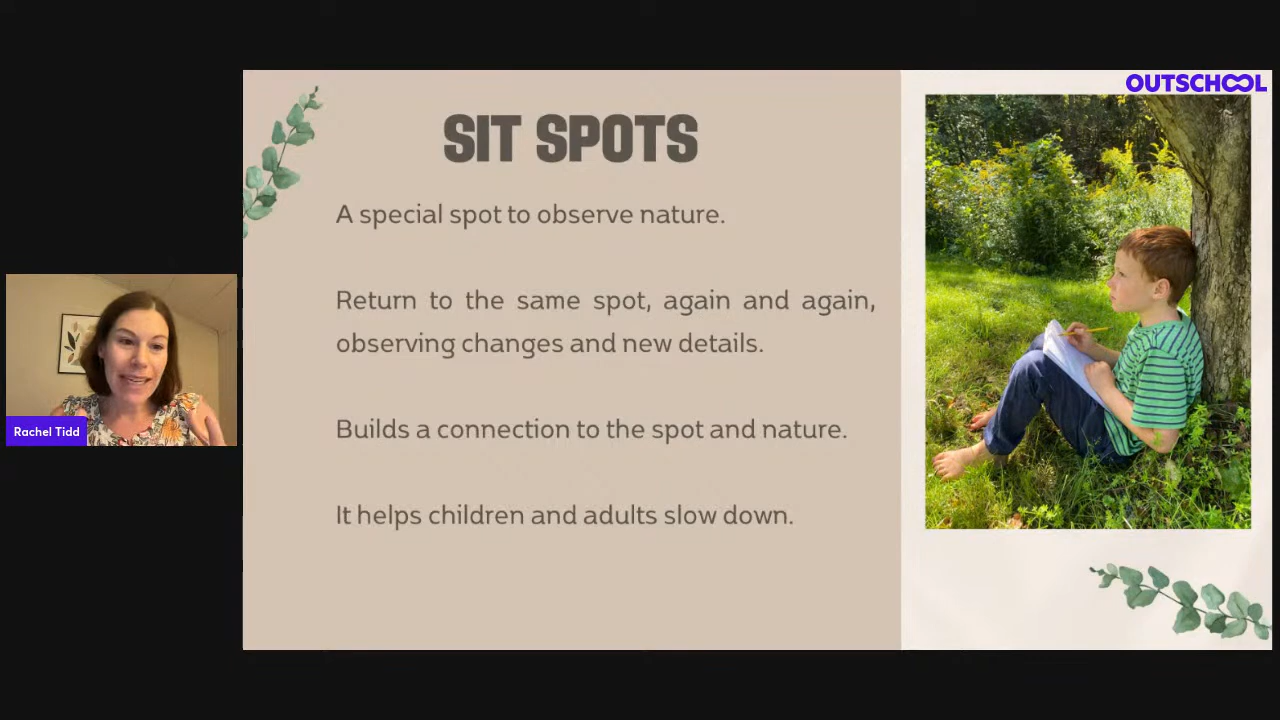 OUTSCHOOL
SIT SPOTS
A special spot to observe nature.
Return to the same spot, again and again,
observing changes and new details.
Builds a connection to the spot and nature.
It helps children and adults slow down.
Rachel Tidd